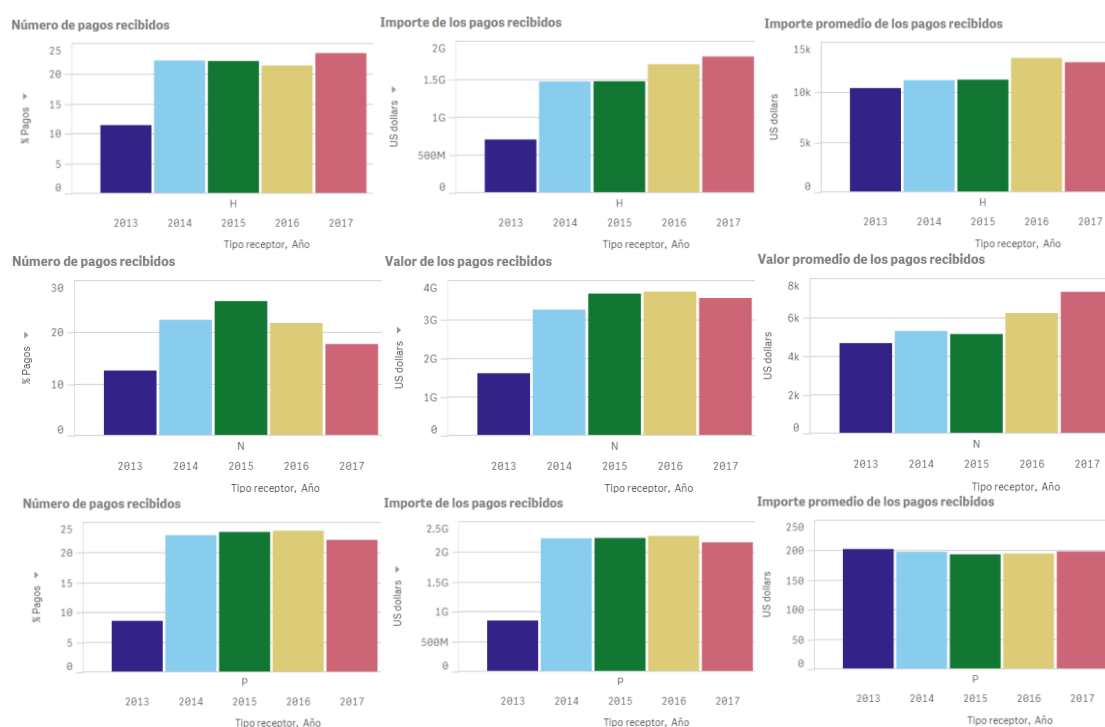 Número de pagos recibidos
% Pagos
25
20
15
10
5
0
H
2013 2014 2015 2016 2017
Tipo receptor, Año
Importe de los pagos recibidos
US dollars
2G
1.5G
1G
500M
0
H
2013 2014 2015 2016 2017
Tipo receptor, Año
Importe promedio de los pagos recibidos
US dollars
15k
10k
5k
0
H
2013 2014 2015 2016 2017
Tipo receptor, Año
Número de pagos recibidos
% Pagos
30
20
10
0
N
2013 2014 2015 2016 2017
Tipo receptor, Año
Valor de los pagos recibidos
US dollars
4G
3G
2G
1G
0
N
2013 2014 2015 2016 2017
Tipo receptor, Año
Valor promedio de los pagos recibidos
US dollars
8k
6k
4k
2k
0
N
2013 2014 2015 2016 2017
Tipo receptor, Año
Número de pagos recibidos
% Pagos
25
20
15
10
5
0
P
2013 2014 2015 2016 2017
Tipo receptor, Año
Importe de los pagos recibidos
US dollars
2.5G
2G
1.5G
1G
500M
0
P
2013 2014 2015 2016 2017
Tipo receptor, Año
Importe promedio de los pagos recibidos
US dollars
250
200
150
100
50
0
P
2013 2014 2015 2016 2017
Tipo receptor, Año